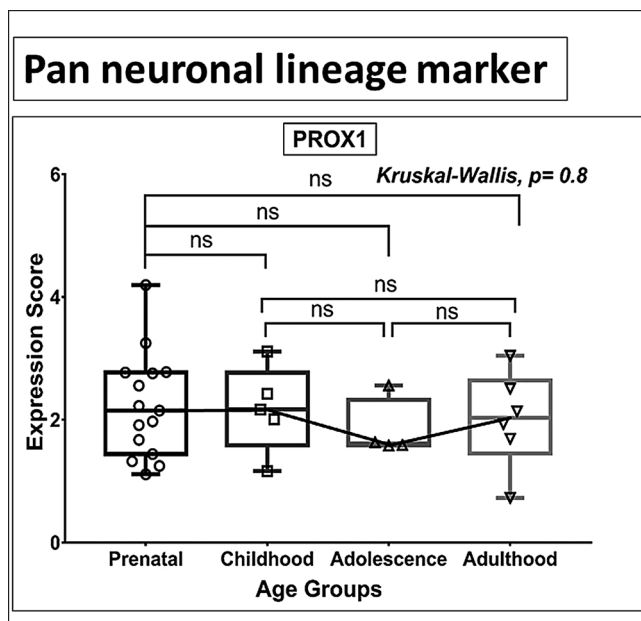 Pan neuronal lineage marker
PROX1
Kruskal-Wallis, p= 0.8
ns
ns
ns
ns
ns
ns
6
4
2
0
Expression Score
Prenatal Childhood Adolescence Adulthood
Age Groups